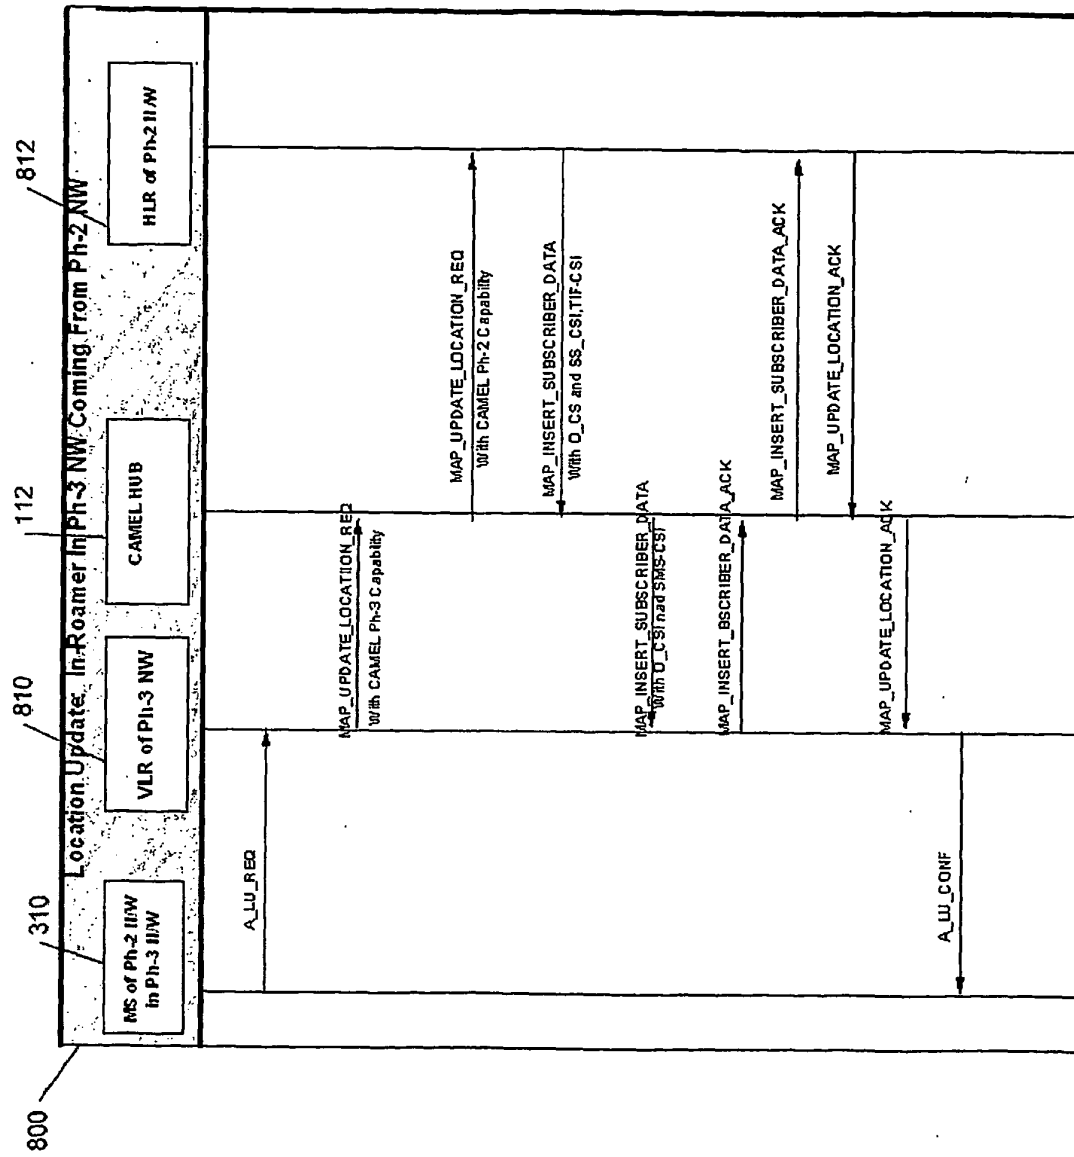 800
Location Update: In Roamer In Ph-3 NW Coming From Ph-2 NW
310
810
112
812
MS of Ph-2 II/W
In Ph-3 II/W
VLR of Ph-3 NW
CAMEL HUB
HLR of Ph-2 II/W
A_LU_REQ
MAP_UPDATE_LOCATION_REQ
With CAMEL Ph-3 Capability
MAP_UPDATE_LOCATION_REQ
With CAMEL Ph-2 Capability
MAP_INSERT_SUBSCRIBER_DATA
With O_CS and SS_CSI,TIF-CSI
MAP_INSERT_SUBSCRIBER_DATA
With O_CSI nad SMS-CSI
MAP_INSERT_BSCRIBER_DATA_ACK
MAP_INSERT_SUBSCRIBER_DATA_ACK
MAP_UPDATE_LOCATION_ACK
MAP_UPDATE_LOCATION_ACK
A_LU_CONF